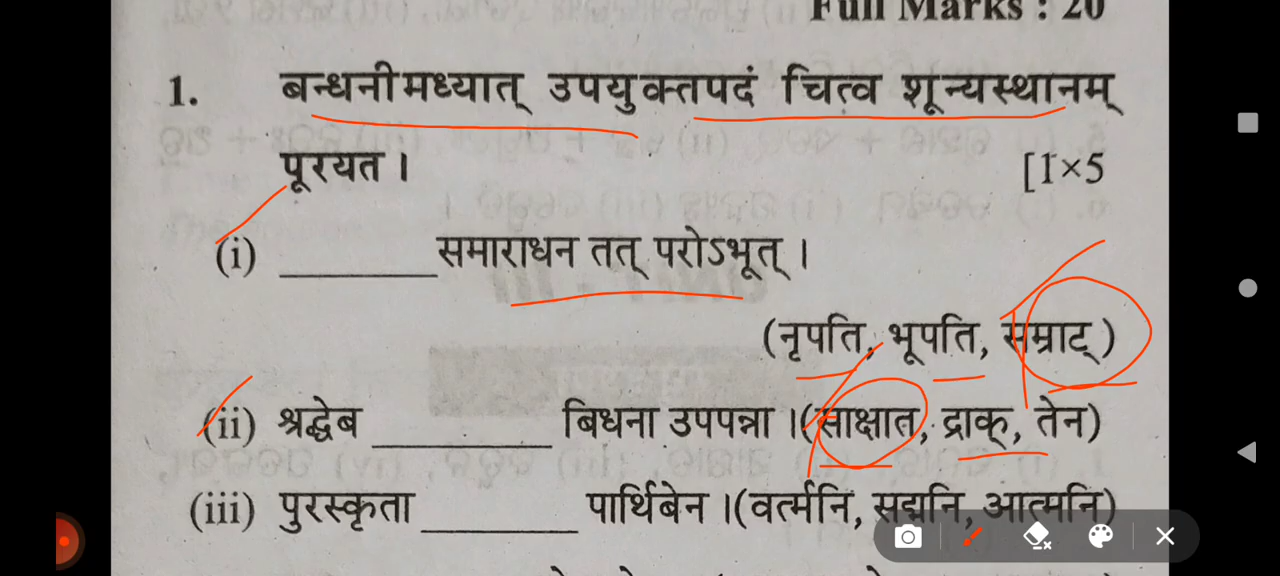 Full Marks : 20
1. बन्धनीमध्यात् उपयुक्तपदं चित्व शून्यस्थानम्
पूरयत । [1×5
(i) ________ समाराधन तत् परोऽभूत् ।
(नृपति, भूपति, सम्राट्)
(ii) श्रद्धेब ________ बिधना उपपन्ना ।(साक्षात, द्राक्, तेन)
(iii) पुरस्कृता ________ पार्थिबेन ।(वर्त्मनि, सद्मनि, आत्मनि)